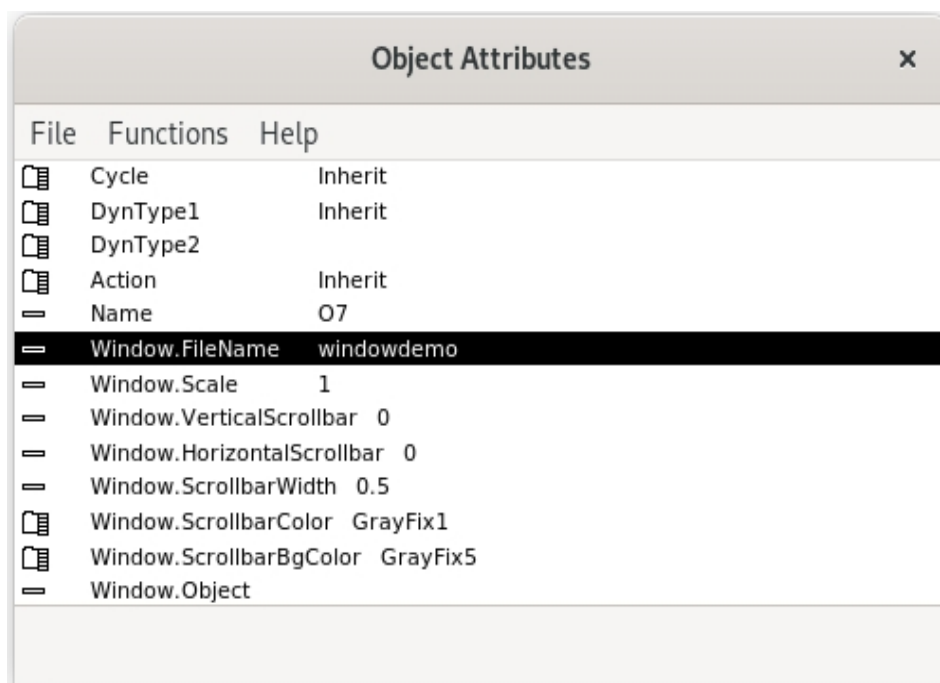 Object Attributes ×
File Functions Help
Cycle Inherit
DynType1 Inherit
DynType2
Action Inherit
Name O7
Window.FileName windowdemo
Window.Scale 1
Window.VerticalScrollbar 0
Window.HorizontalScrollbar 0
Window.ScrollbarWidth 0.5
Window.ScrollbarColor GrayFix1
Window.ScrollbarBgColor GrayFix5
Window.Object